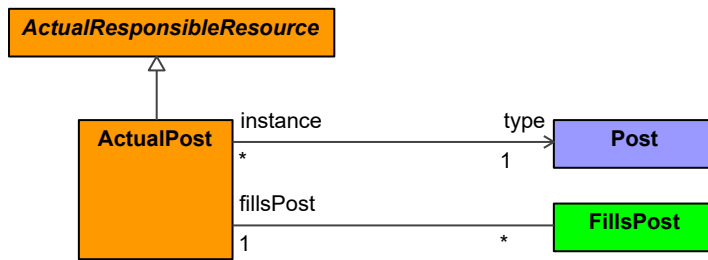 ActualResponsibleResource
instance type
ActualPost Post
* 1
fillsPost
FillsPost
1 *